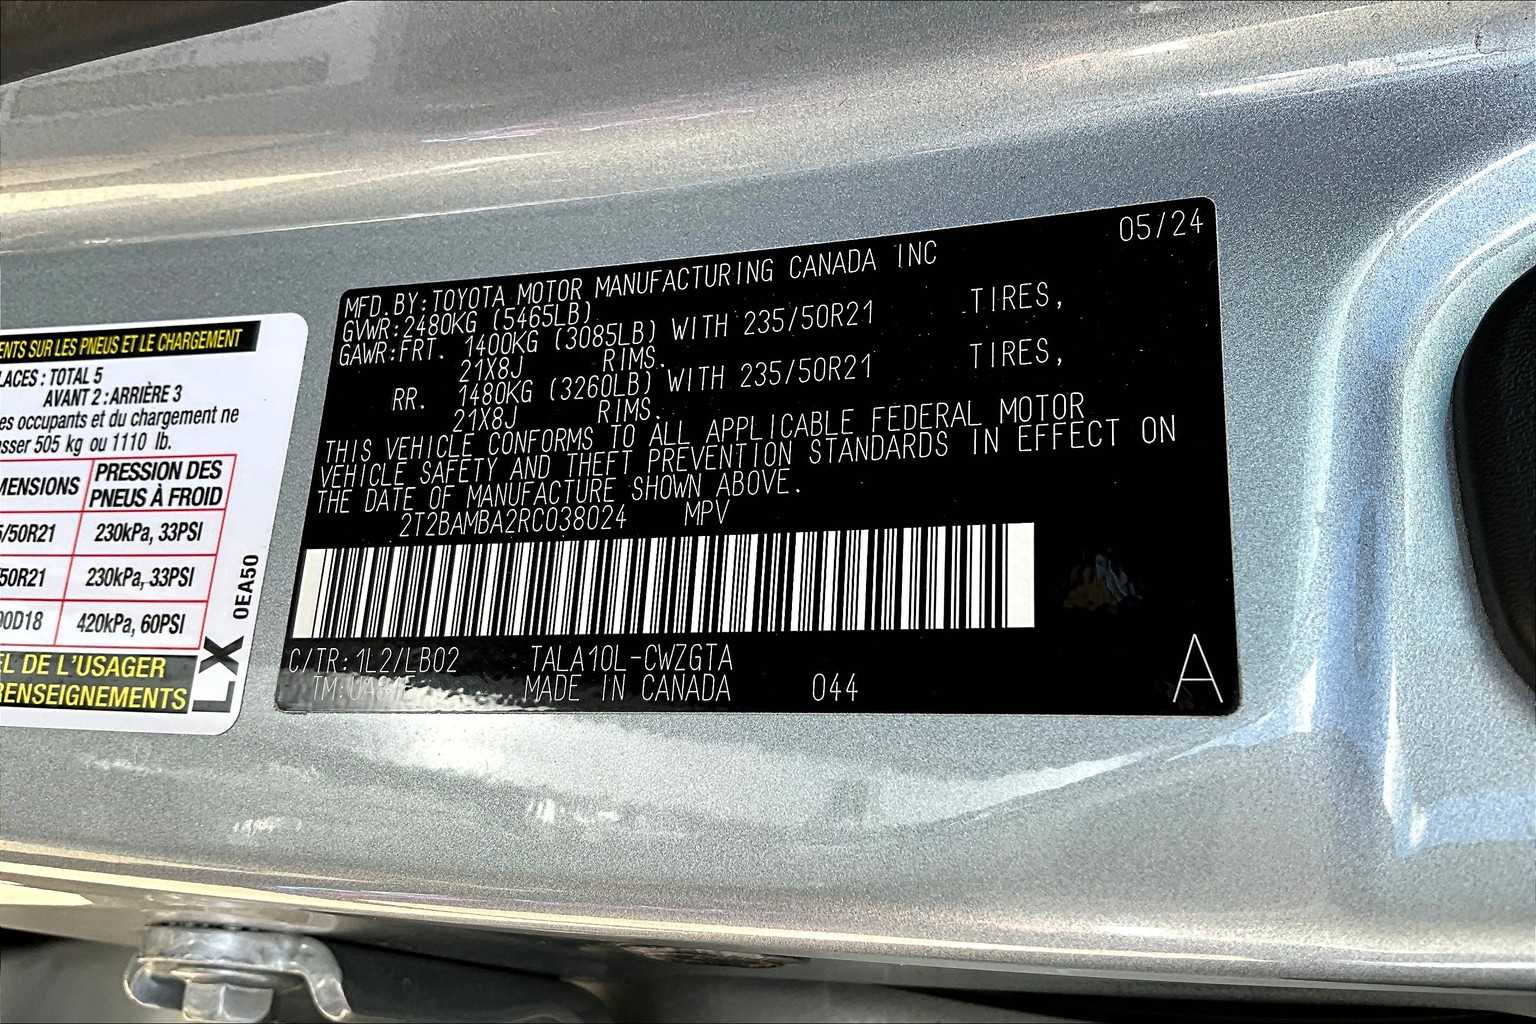 ENTS SUR LES PNEUS ET LE CHARGEMENT
LACES : TOTAL 5
AVANT 2 : ARRIÈRE 3
es occupants et du chargement ne
sser 505 kg ou 1110 lb.
MENSIONS PRESSION DES PNEUS À FROID
/50R21 230kPa, 33PSI
50R21 230kPa, 33PSI
90D18 420kPa, 60PSI
EL DE L'USAGER
RENSEIGNEMENTS
0EA50
LX
05/24
MFD.BY:TOYOTA MOTOR MANUFACTURING CANADA INC
GVWR:2480KG (5465LB)
GAWR:FRT. 1400KG (3085LB) WITH 235/50R21 TIRES,
21X8J RIMS.
RR. 1480KG (3260LB) WITH 235/50R21 TIRES,
21X8J RIMS.
THIS VEHICLE CONFORMS TO ALL APPLICABLE FEDERAL MOTOR
VEHICLE SAFETY AND THEFT PREVENTION STANDARDS IN EFFECT ON
THE DATE OF MANUFACTURE SHOWN ABOVE.
2T2BAMBA2RC038024 MPV
C/TR:1L2/LB02 TALA10L-CWZGTA
TM: MADE IN CANADA 044
A